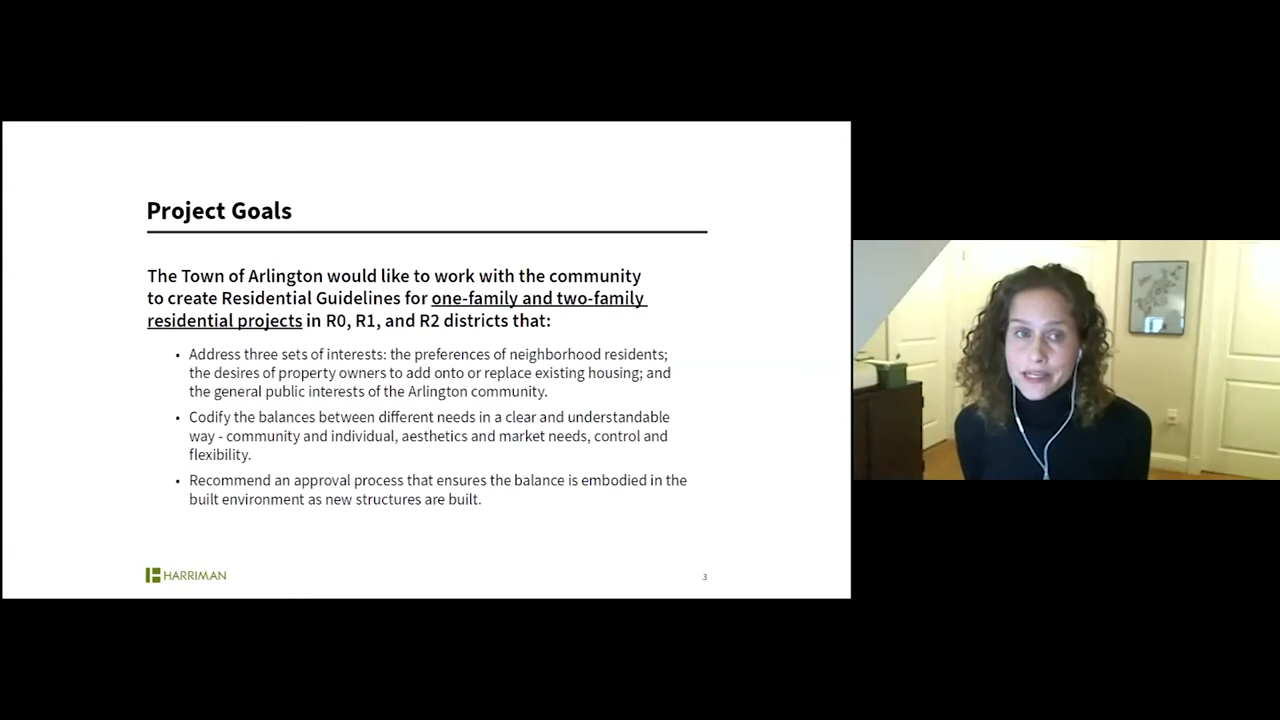 Project Goals
The Town of Arlington would like to work with the community
to create Residential Guidelines for one-family and two-family
residential projects in R0, R1, and R2 districts that:
• Address three sets of interests: the preferences of neighborhood residents;
the desires of property owners to add onto or replace existing housing; and
the general public interests of the Arlington community.
• Codify the balances between different needs in a clear and understandable
way - community and individual, aesthetics and market needs, control and
flexibility.
• Recommend an approval process that ensures the balance is embodied in the
built environment as new structures are built.
HARRIMAN
3